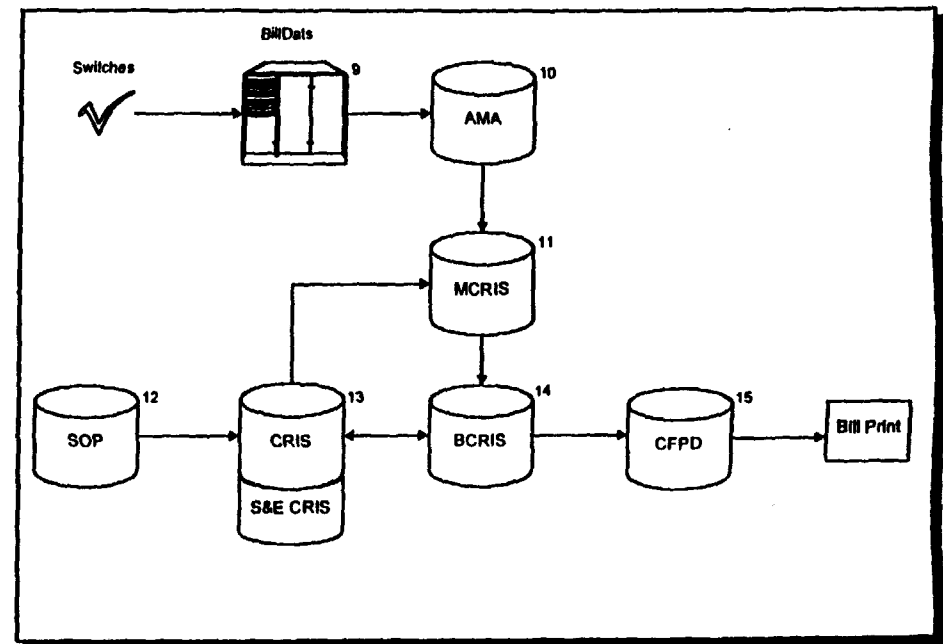 BillDats
Switches
9
10
AMA
11
MCRIS
12
SOP
13
CRIS
S&E CRIS
14
BCRIS
15
CFPD
Bill Print